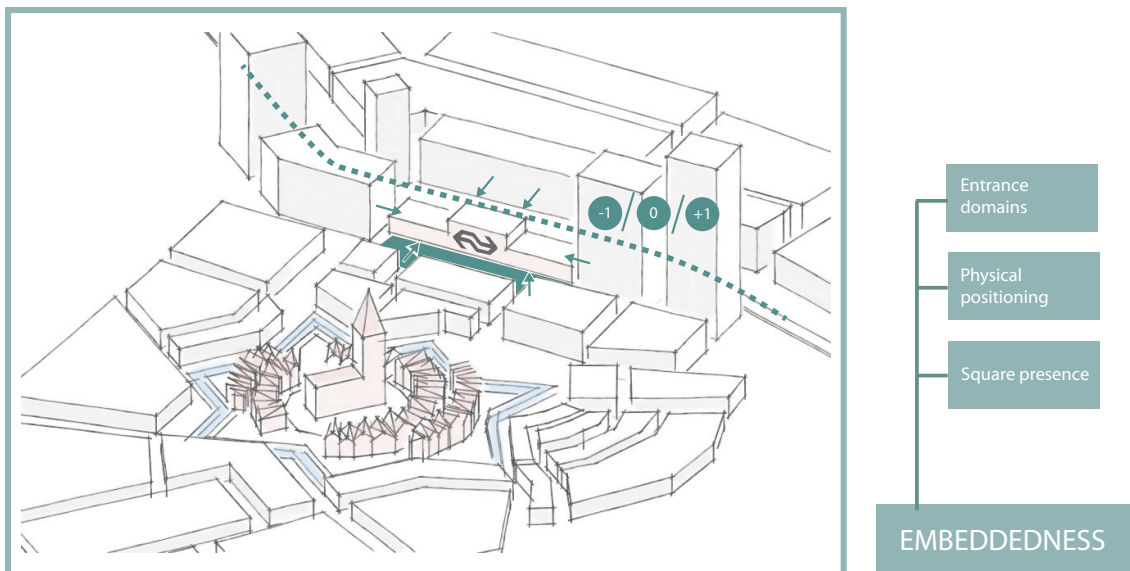 -1 / 0 / +1
Entrance
domains
Physical
positioning
Square presence
EMBEDDEDNESS